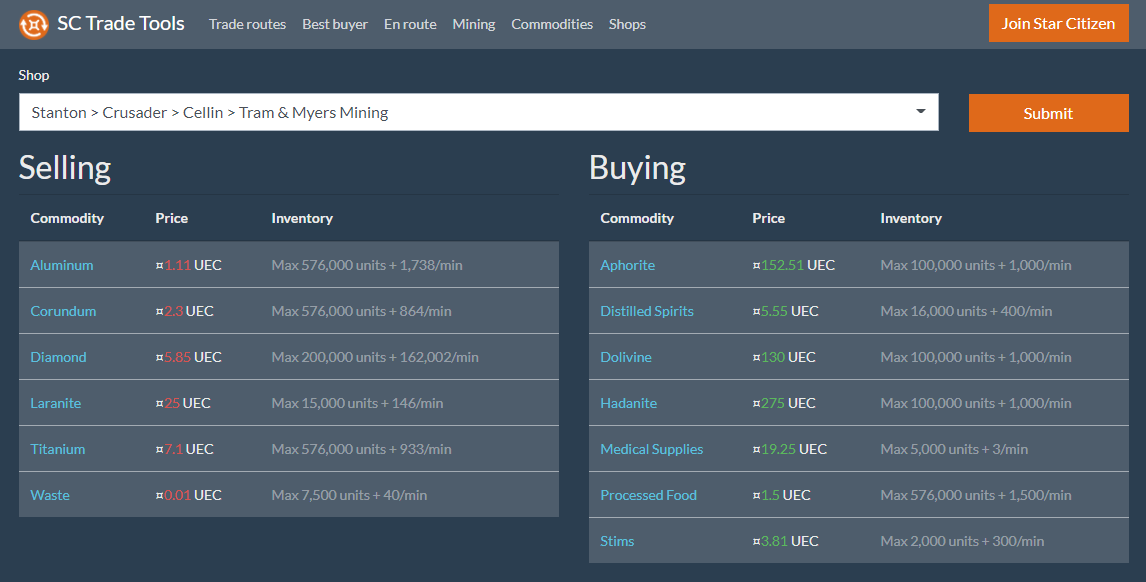 SC Trade Tools Trade routes Best buyer En route Mining Commodities Shops Join Star Citizen
Shop
Stanton > Crusader > Cellin > Tram & Myers Mining Submit
Selling
Commodity Price Inventory
Aluminum ¤1.11 UEC Max 576,000 units + 1,738/min
Corundum ¤2.3 UEC Max 576,000 units + 864/min
Diamond ¤5.85 UEC Max 200,000 units + 162,002/min
Laranite ¤25 UEC Max 15,000 units + 146/min
Titanium ¤7.1 UEC Max 576,000 units + 933/min
Waste ¤0.01 UEC Max 7,500 units + 40/min
Buying
Commodity Price Inventory
Aphorite ¤152.51 UEC Max 100,000 units + 1,000/min
Distilled Spirits ¤5.55 UEC Max 16,000 units + 400/min
Dolivine ¤130 UEC Max 100,000 units + 1,000/min
Hadanite ¤275 UEC Max 100,000 units + 1,000/min
Medical Supplies ¤19.25 UEC Max 5,000 units + 3/min
Processed Food ¤1.5 UEC Max 576,000 units + 1,500/min
Stims ¤3.81 UEC Max 2,000 units + 300/min